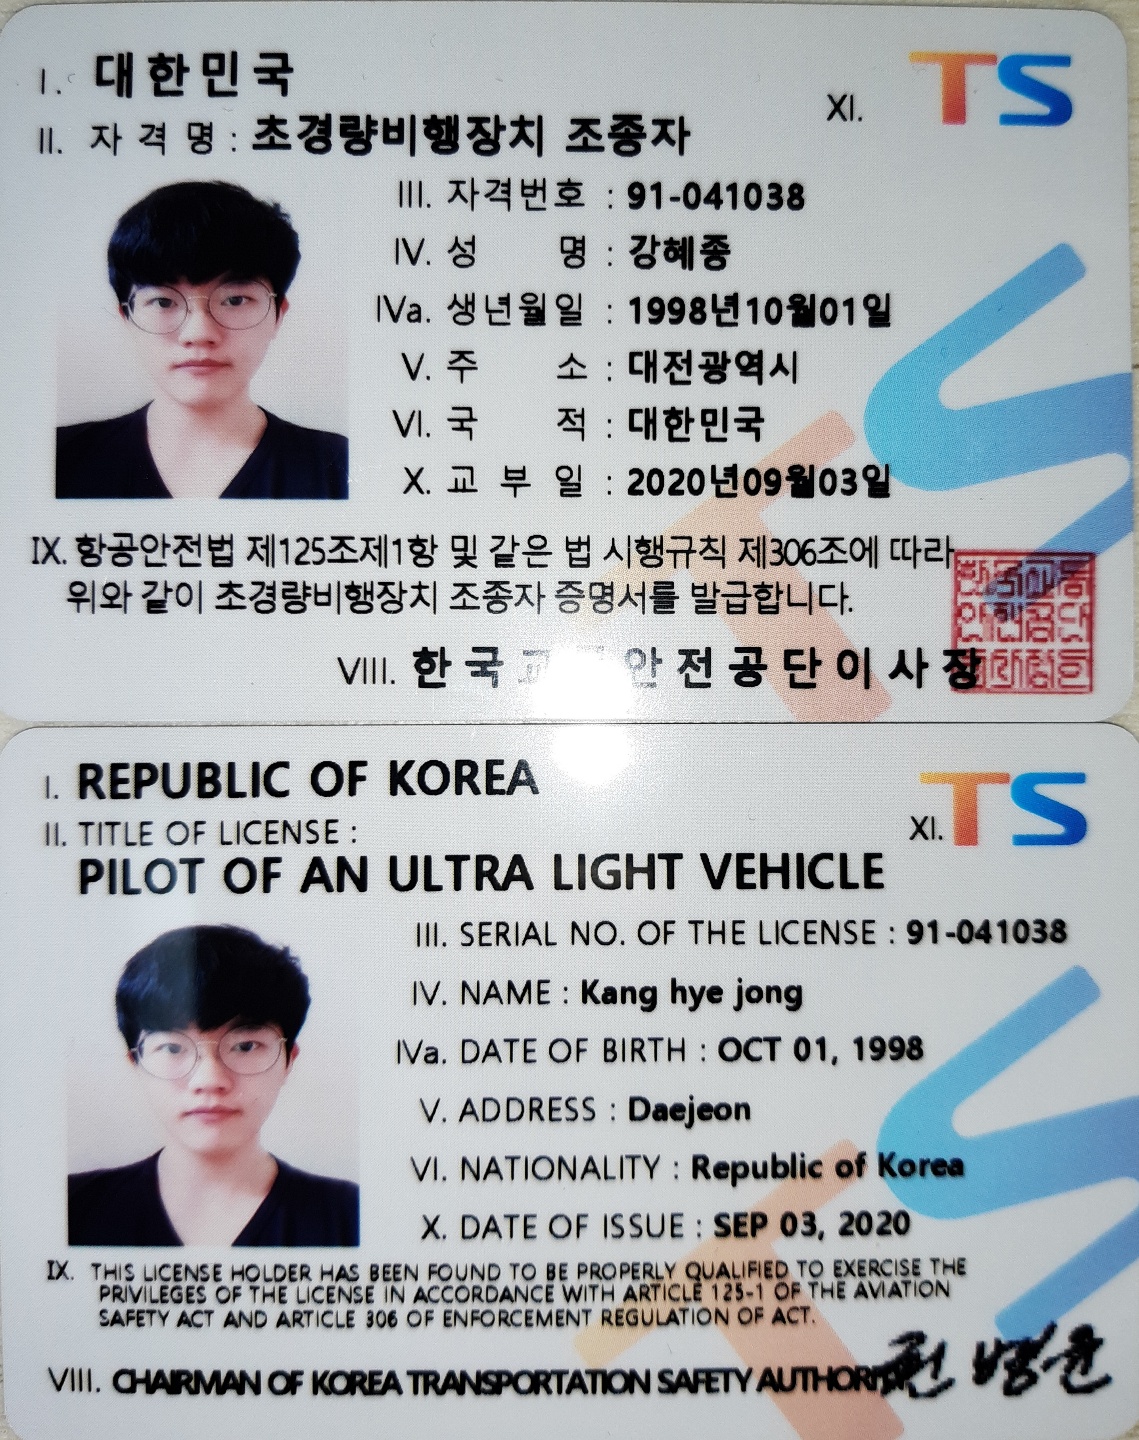 I. 대한민국
TS
XI.
II. 자격명 : 초경량비행장치 조종자
III. 자격번호 : 91-041038
IV. 성 명 : 강혜종
IVa. 생년월일 : 1998년10월01일
V. 주 소 : 대전광역시
VI. 국 적 : 대한민국
X. 교 부 일 : 2020년09월03일
IX. 항공안전법 제125조제1항 및 같은 법 시행규칙 제306조에 따라
위와 같이 초경량비행장치 조종자 증명서를 발급합니다.
VIII. 한국교 안전공단이사장
I. REPUBLIC OF KOREA
TS
XI.
II. TITLE OF LICENSE :
PILOT OF AN ULTRA LIGHT VEHICLE
III. SERIAL NO. OF THE LICENSE : 91-041038
IV. NAME : Kang hye jong
IVa. DATE OF BIRTH : OCT 01, 1998
V. ADDRESS : Daejeon
VI. NATIONALITY : Republic of Korea
X. DATE OF ISSUE : SEP 03, 2020
IX. THIS LICENSE HOLDER HAS BEEN FOUND TO BE PROPERLY QUALIFIED TO EXERCISE THE
PRIVILEGES OF THE LICENSE IN ACCORDANCE WITH ARTICLE 125-1 OF THE AVIATION
SAFETY ACT AND ARTICLE 306 OF ENFORCEMENT REGULATION OF ACT.
VIII. CHAIRMAN OF KOREA TRANSPORTATION SAFETY AUTHORITY